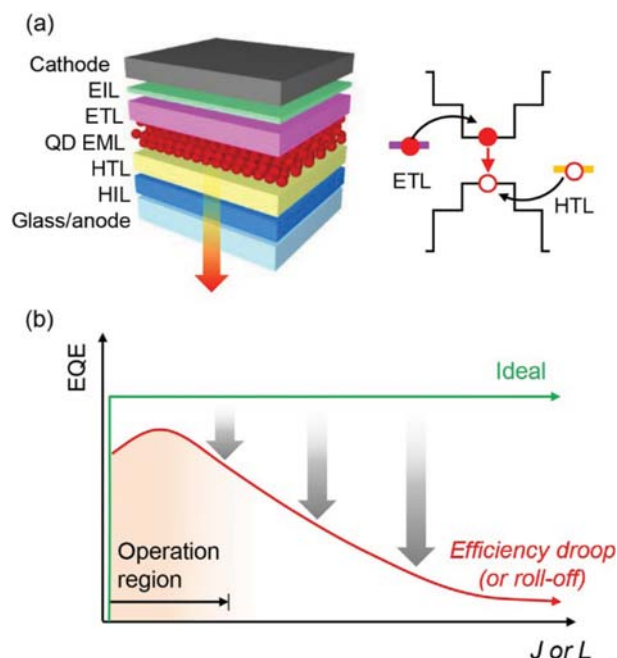 (a)
Cathode
EIL
ETL
QD EML
HTL
HIL
Glass/anode
ETL
HTL
(b)
EQE
Ideal
Operation
region
Efficiency droop
(or roll-off)
J or L